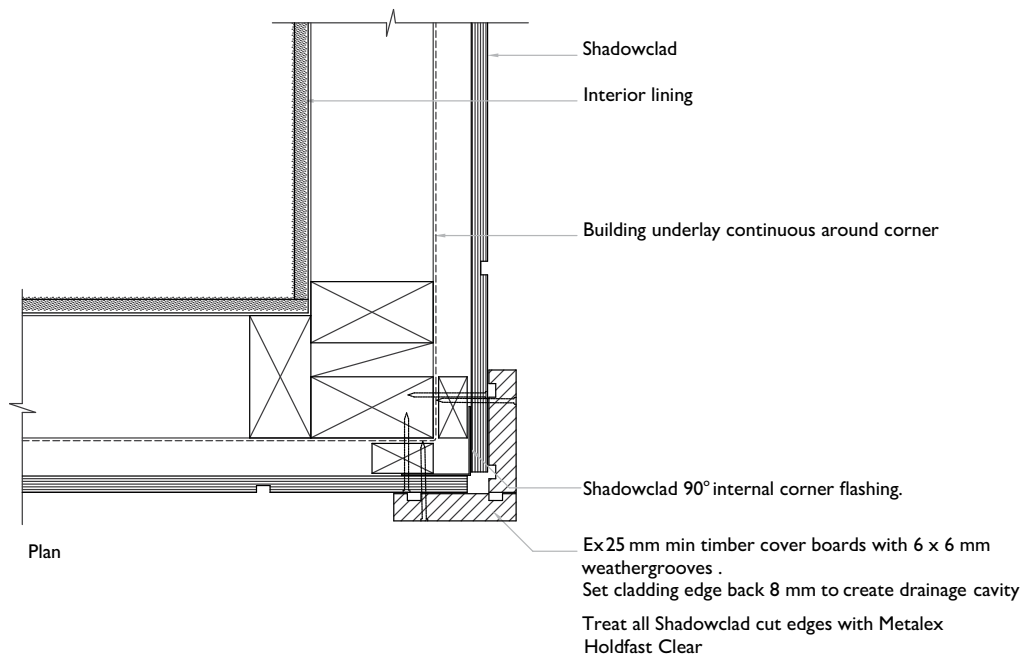 Shadowclad
Interior lining
Building underlay continuous around corner
Shadowclad 90° internal corner flashing.
Plan
Ex 25 mm min timber cover boards with 6 x 6 mm
weathergrooves .
Set cladding edge back 8 mm to create drainage cavity
Treat all Shadowclad cut edges with Metalex
Holdfast Clear